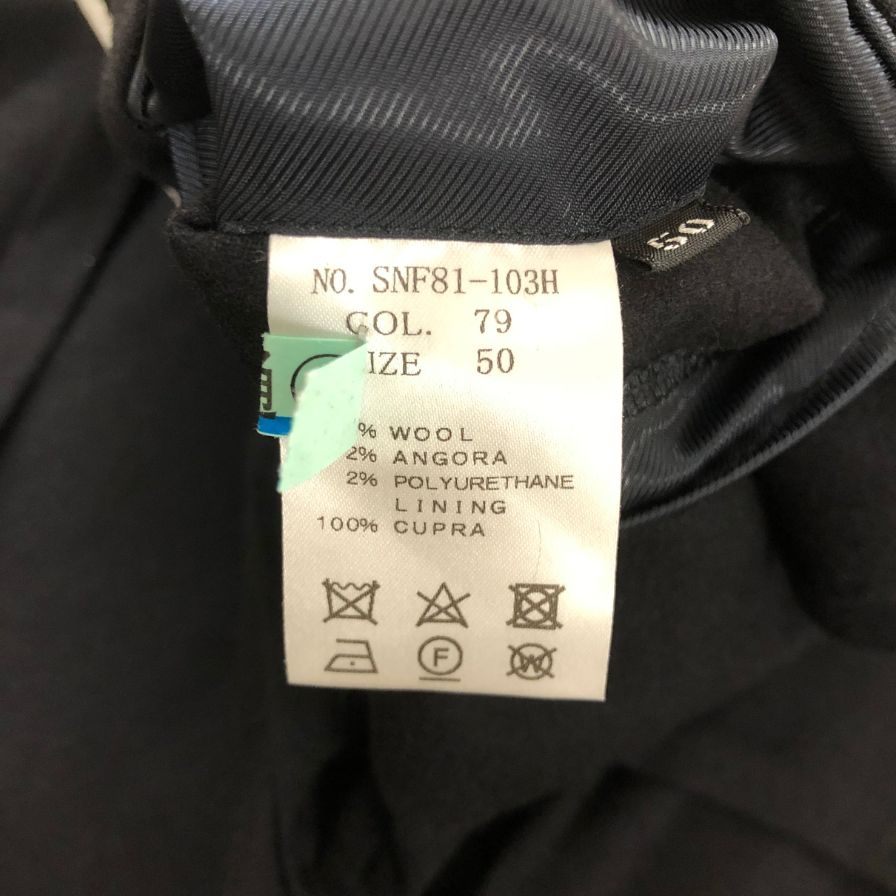 50
NO. SNF81-103H
COL. 79
IZE 50
% WOOL
2% ANGORA
2% POLYURETHANE
LINING
100% CUPRA
F
W